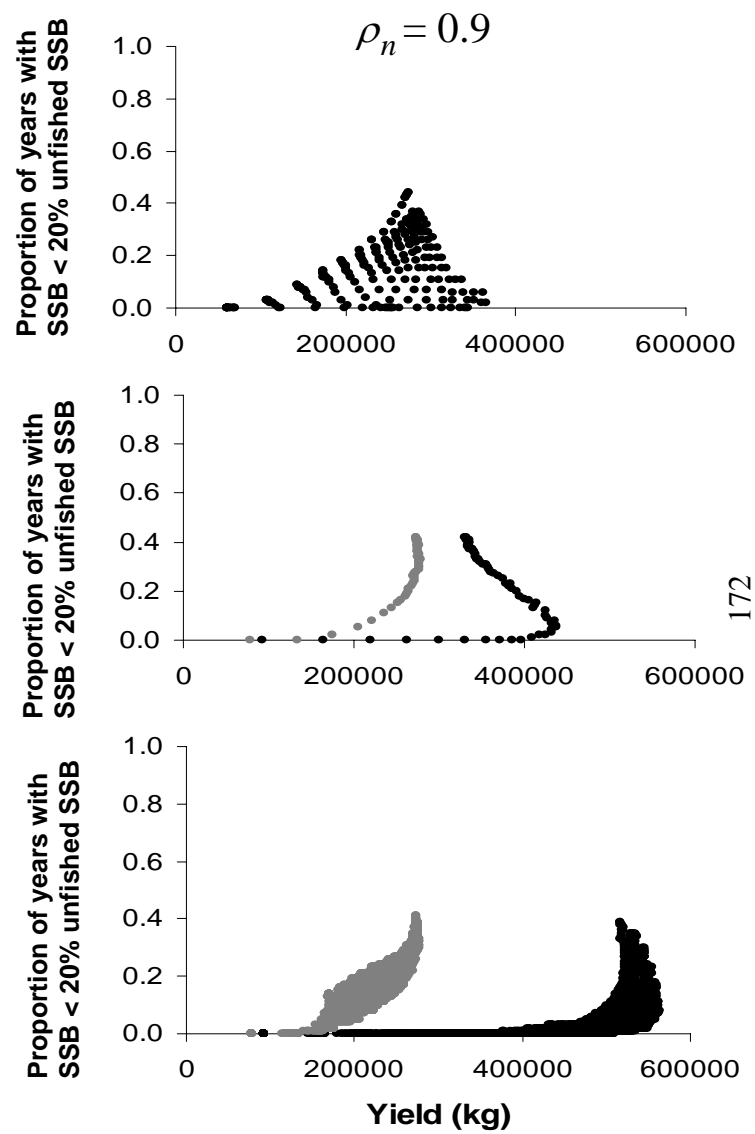 ρn = 0.9
Proportion of years with
SSB < 20% unfished SSB
1.0
0.8
0.6
0.4
0.2
0.0
0 200000 400000 600000
Proportion of years with
SSB < 20% unfished SSB
1.0
0.8
0.6
0.4
0.2
0.0
0 200000 400000 600000
172
Proportion of years with
SSB < 20% unfished SSB
1.0
0.8
0.6
0.4
0.2
0.0
0 200000 400000 600000
Yield (kg)